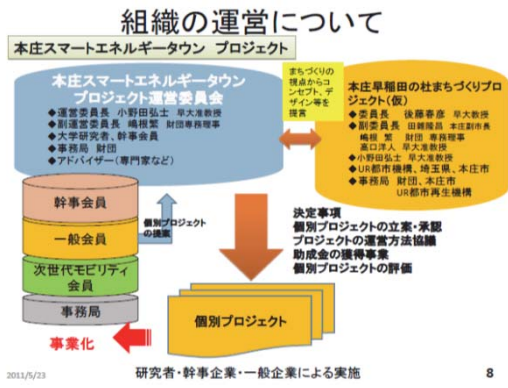 組織の運営について
本庄スマートエネルギータウン プロジェクト
本庄スマートエネルギータウン
プロジェクト運営委員会
◆運営委員長 小野田弘士 早大准教授
◆副運営委員長 嶋根繁 財団専務理事
◆大学研究者、幹事会員
◆事務局 財団
◆アドバイザー(専門家など)
まちづくりの
視点からコ
ンセプト、デ
ザイン等を
提言
本庄早稲田の杜まちづくりプロ
ジェクト(仮)
◆委員長 後藤春彦 早大教授
◆副委員長 田雜隆昌 本庄副市長
嶋根 繁 財団 専務理事
高口洋人 早大准教授
◆小野田弘士 早大准教授
◆UR都市機構、埼玉県、本庄市
◆事務局 財団、本庄市
UR都市再生機構
幹事会員
一般会員
次世代モビリティ
会員
事務局
個別プロジェクト
の提案
決定事項
個別プロジェクトの立案・承認
プロジェクトの運営方法協議
助成金の獲得事業
個別プロジェクトの評価
個別プロジェクト
事業化
2011/5/23
研究者・幹事企業・一般企業による実施
8